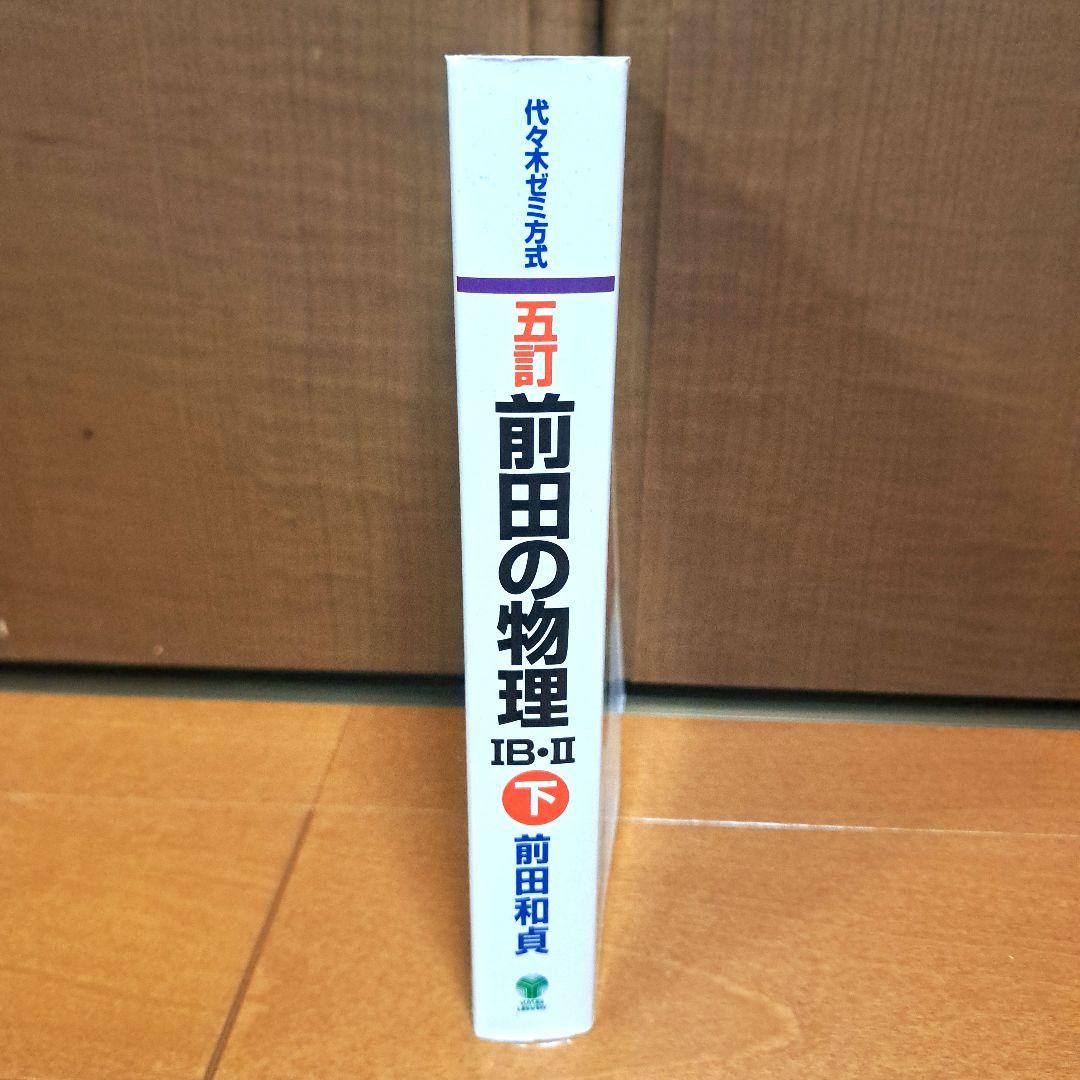 代々木ゼミ方式
五訂
前田の物理
IB・II
下
前田和貞